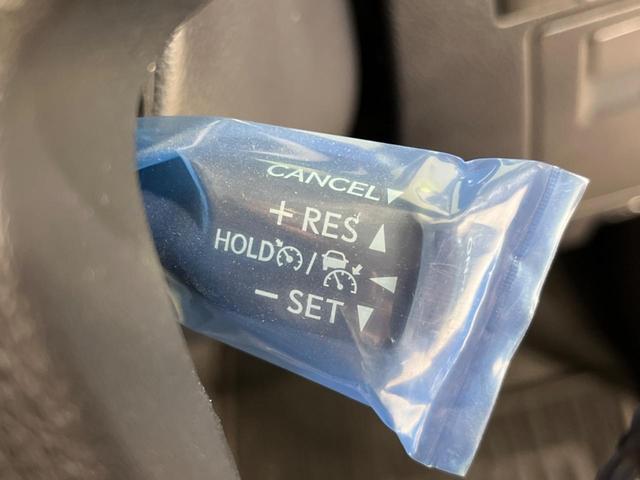 CANCEL
+ RES
HOLD /
- SET